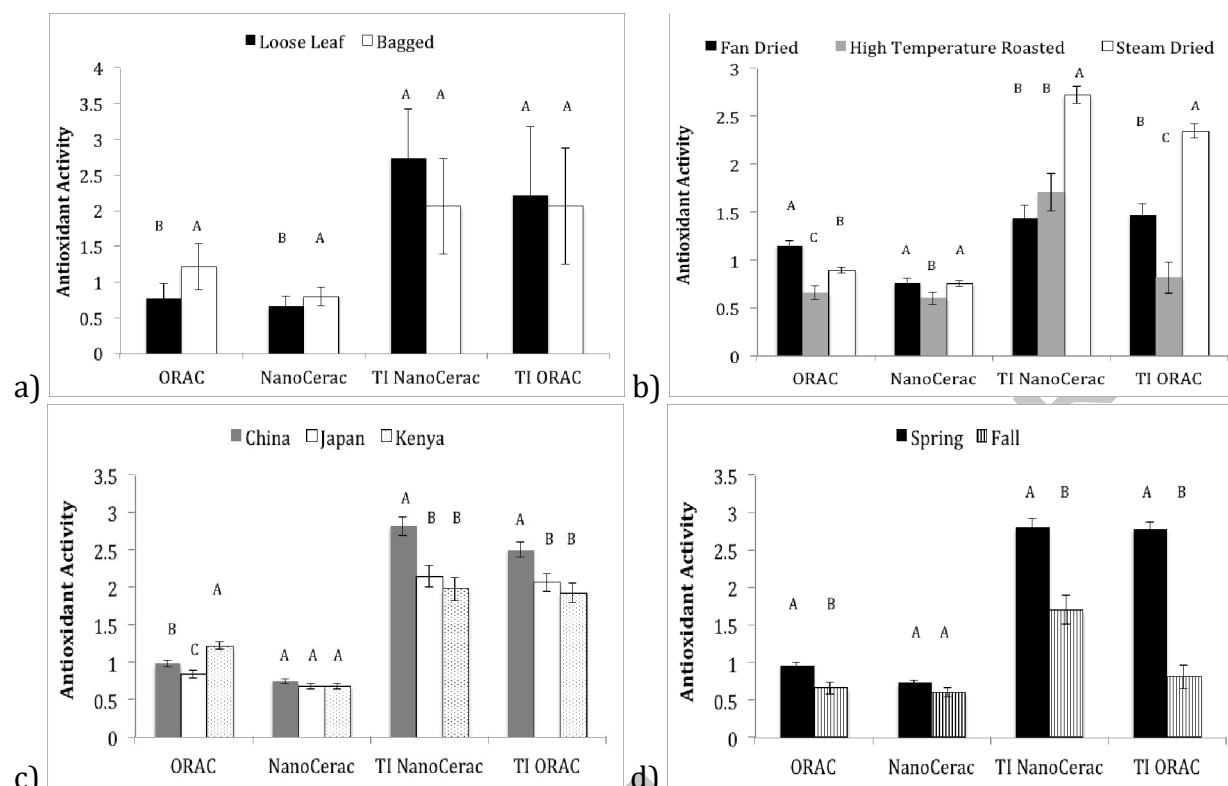 Loose Leaf Bagged
Antioxidant Activity
4
3.5
3
2.5
2
1.5
1
0.5
0
B A B A A A A A
ORAC NanoCerac TI NanoCerac TI ORAC
a)
Fan Dried High Temperature Roasted Steam Dried
Antioxidant Activity
3
2.5
2
1.5
1
0.5
0
A C B A B A B B A B C A
ORAC NanoCerac TI NanoCerac TI ORAC
b)
China Japan Kenya
Antioxidant Activity
3.5
3
2.5
2
1.5
1
0.5
0
B C A A A A A B B A B B
ORAC NanoCerac TI NanoCerac TI ORAC
c)
Spring Fall
Antioxidant Activity
3.5
3
2.5
2
1.5
1
0.5
0
A B A A A B A B
ORAC NanoCerac TI NanoCerac TI ORAC
d)